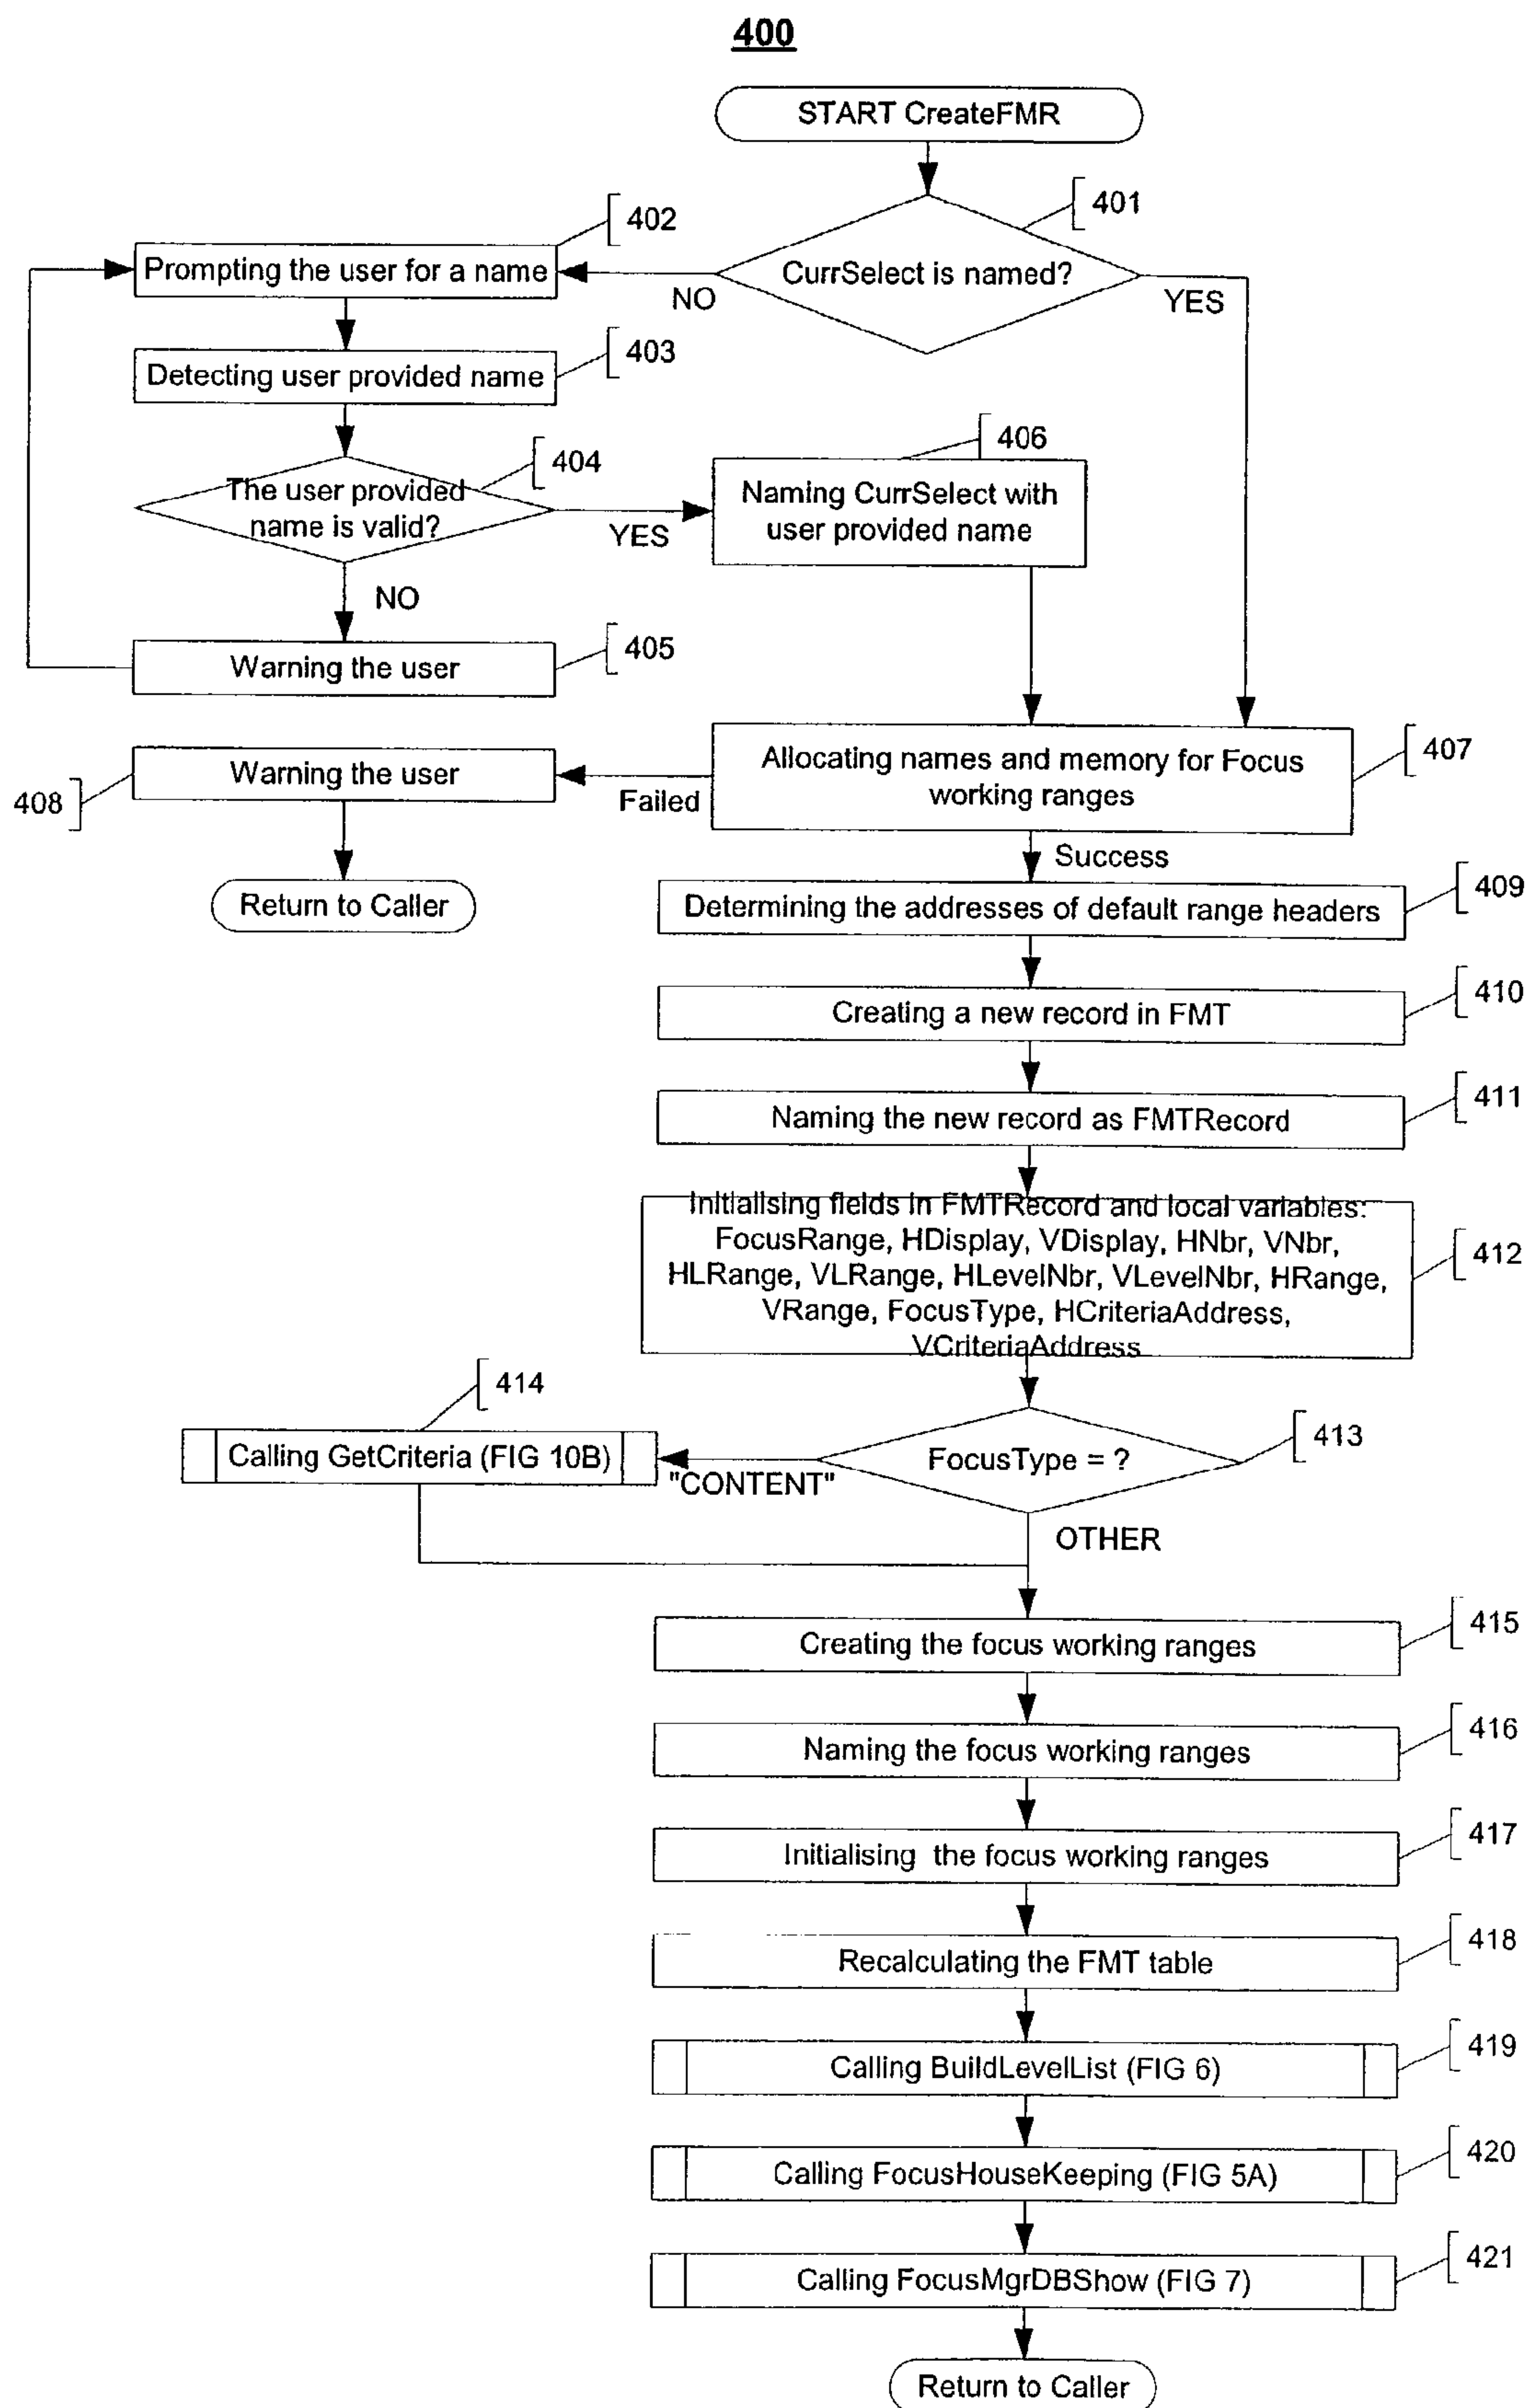 400
START CreateFMR
401
402
CurrSelect is named?
Prompting the user for a name
NO
YES
403
Detecting user provided name
404
406
The user provided
name is valid?
YES
Naming CurrSelect with
user provided name
NO
405
Warning the user
407
Allocating names and memory for Focus
working ranges
Warning the user
408
Failed
Success
Return to Caller
409
Determining the addresses of default range headers
410
Creating a new record in FMT
411
Naming the new record as FMTRecord
Initialising fields in FMTRecord and local variables:
FocusRange, HDisplay, VDisplay, HNbr, VNbr,
HLRange, VLRange, HLevelNbr, VLevelNbr, HRange,
VRange, FocusType, HCriteriaAddress,
VCriteriaAddress
412
414
413
Calling GetCriteria (FIG 10B)
"CONTENT"
FocusType = ?
OTHER
415
Creating the focus working ranges
416
Naming the focus working ranges
417
Initialising the focus working ranges
418
Recalculating the FMT table
419
Calling BuildLevelList (FIG 6)
420
Calling FocusHouseKeeping (FIG 5A)
421
Calling FocusMgrDBShow (FIG 7)
Return to Caller